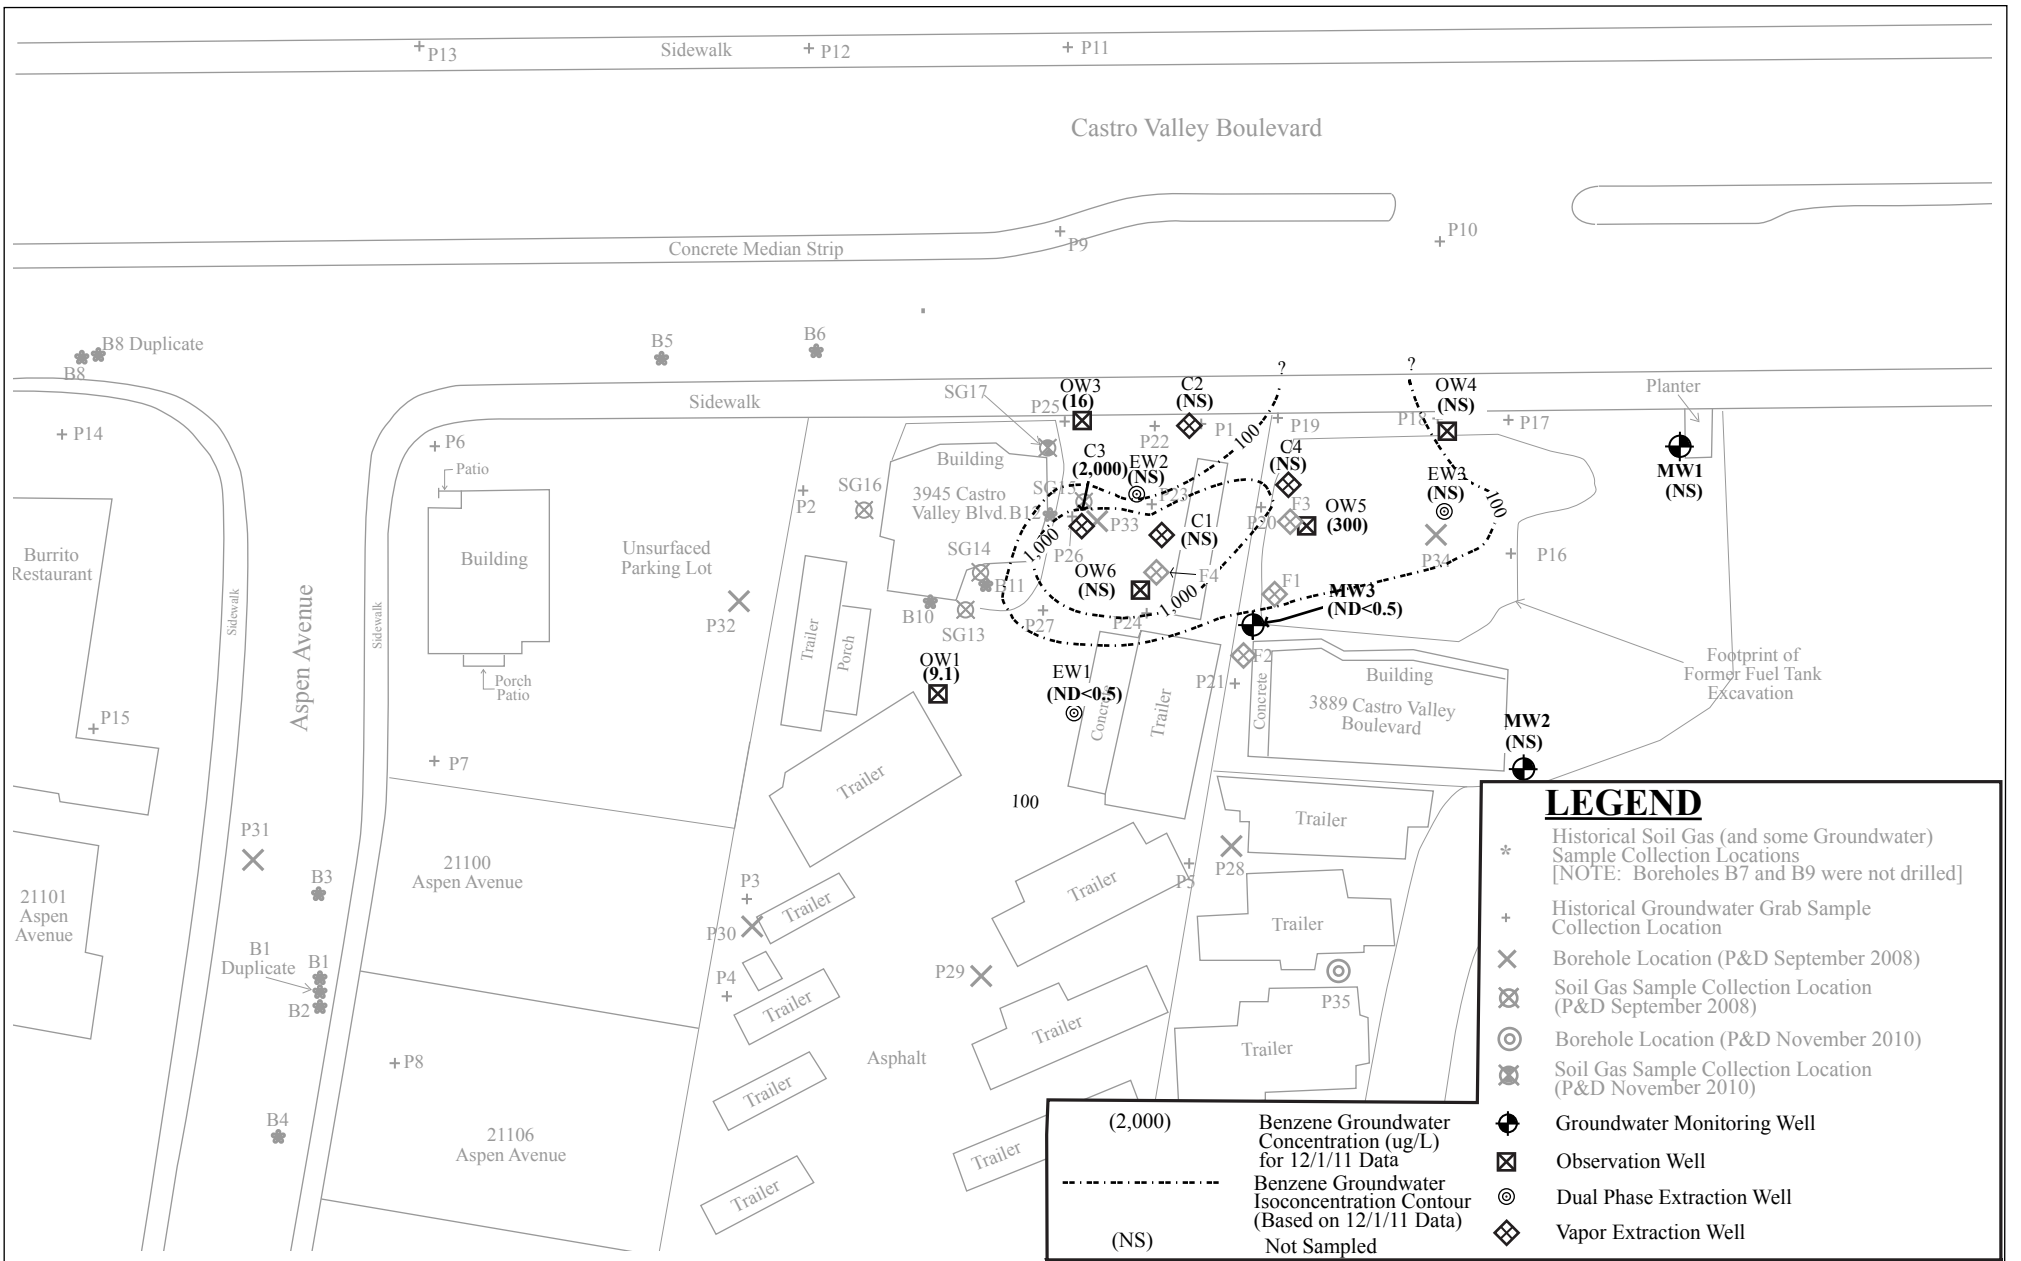 P13
Sidewalk
P12
P11
Castro Valley Boulevard
Concrete Median Strip
P9
P10
B8 Duplicate
B8
B5
B6
?
?
Sidewalk
SG17
P25
OW3
(16)
C2
(NS)
P22
P1
100
P19
P18
OW4
(NS)
P17
Planter
MW1
(NS)
P14
P6
Patio
Building
Porch
Patio
Burrito
Restaurant
P15
P7
Sidewalk
Aspen Avenue
Sidewalk
Unsurfaced
Parking Lot
P2
SG16
P32
Building
3945 Castro
Valley Blvd.
B12
SG15
C3
(2,000)
EW2
(NS)
P23
C4
(NS)
EW3
(NS)
100
P33
P26
1,000
C1
(NS)
P20
F3
OW5
(300)
P34
P16
SG14
B11
B10
SG13
P27
OW6
(NS)
F4
P24
1,000
F1
MW3
(ND<0.5)
F2
P21
Trailer
Porch
OW1
(9.1)
EW1
(ND<0.5)
Concrete
Trailer
Concrete
Building
3889 Castro Valley
Boulevard
Footprint of
Former Fuel Tank
Excavation
MW2
(NS)
Trailer
100
Trailer
P28
P5
Trailer
P31
B3
21100
Aspen Avenue
21101
Aspen
Avenue
P3
P30
Trailer
P4
Trailer
P29
Trailer
Trailer
P35
Trailer
B1
Duplicate
B1
B2
P8
Asphalt
Trailer
B4
21106
Aspen Avenue
Trailer
Trailer
LEGEND
Historical Soil Gas (and some Groundwater)
Sample Collection Locations
[NOTE: Boreholes B7 and B9 were not drilled]
Historical Groundwater Grab Sample
Collection Location
Borehole Location (P&D September 2008)
Soil Gas Sample Collection Location
(P&D September 2008)
Borehole Location (P&D November 2010)
Soil Gas Sample Collection Location
(P&D November 2010)
Groundwater Monitoring Well
Observation Well
Dual Phase Extraction Well
Vapor Extraction Well
(2,000)
Benzene Groundwater
Concentration (ug/L)
for 12/1/11 Data
Benzene Groundwater
Isoconcentration Contour
(Based on 12/1/11 Data)
(NS)
Not Sampled